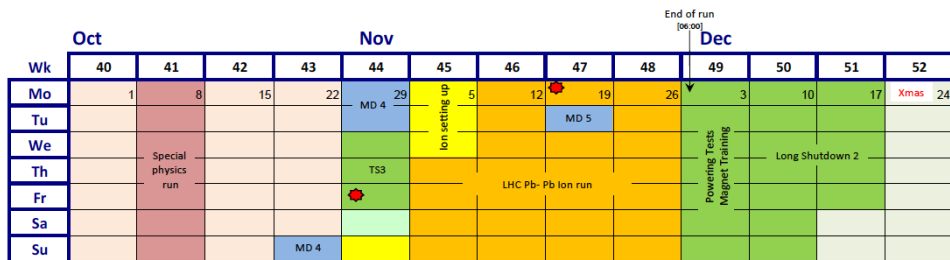 End of run
[06:00]
Oct Nov Dec
Wk 40 41 42 43 44 45 46 47 48 49 50 51 52
Mo 1 8 15 22 29 5 12 19 26 3 10 17 Xmas 24
MD 4
Tu MD 5
Ion setting up
We
Special
physics
run
Th TS3 LHC Pb- Pb Ion run
Powering Tests
Magnet Training
Long Shutdown 2
Fr
Sa
Su MD 4